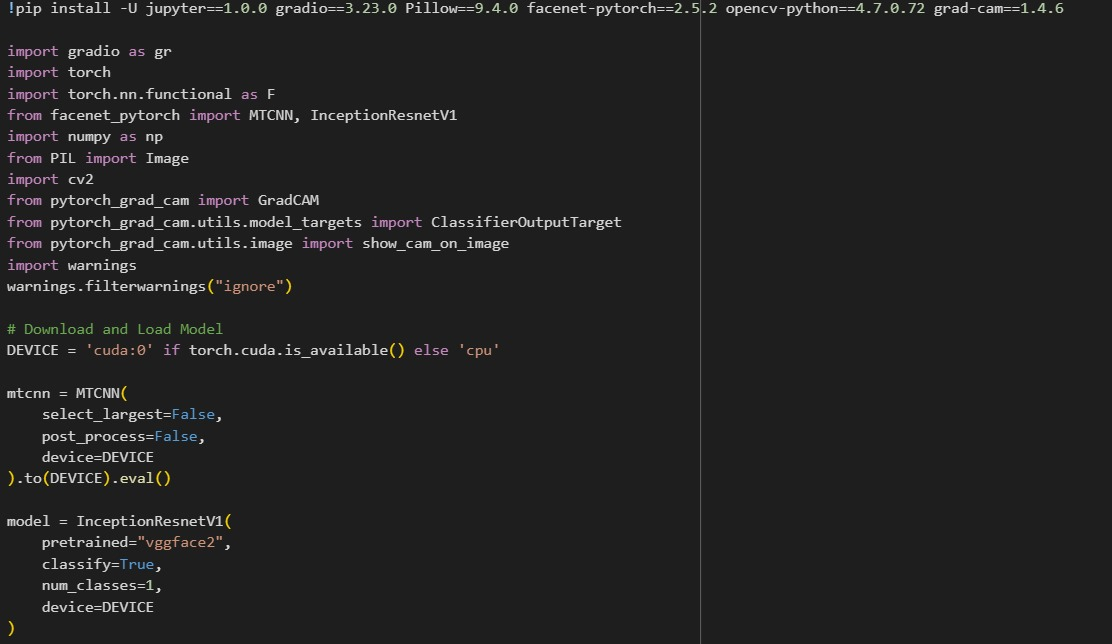 !pip install -U jupyter==1.0.0 gradio==3.23.0 Pillow==9.4.0 facenet-pytorch==2.5.2 opencv-python==4.7.0.72 grad-cam==1.4.6

import gradio as gr
import torch
import torch.nn.functional as F
from facenet_pytorch import MTCNN, InceptionResnetV1
import numpy as np
from PIL import Image
import cv2
from pytorch_grad_cam import GradCAM
from pytorch_grad_cam.utils.model_targets import ClassifierOutputTarget
from pytorch_grad_cam.utils.image import show_cam_on_image
import warnings
warnings.filterwarnings("ignore")

# Download and Load Model
DEVICE = 'cuda:0' if torch.cuda.is_available() else 'cpu'

mtcnn = MTCNN(
    select_largest=False,
    post_process=False,
    device=DEVICE
).to(DEVICE).eval()

model = InceptionResnetV1(
    pretrained="vggface2",
    classify=True,
    num_classes=1,
    device=DEVICE
)